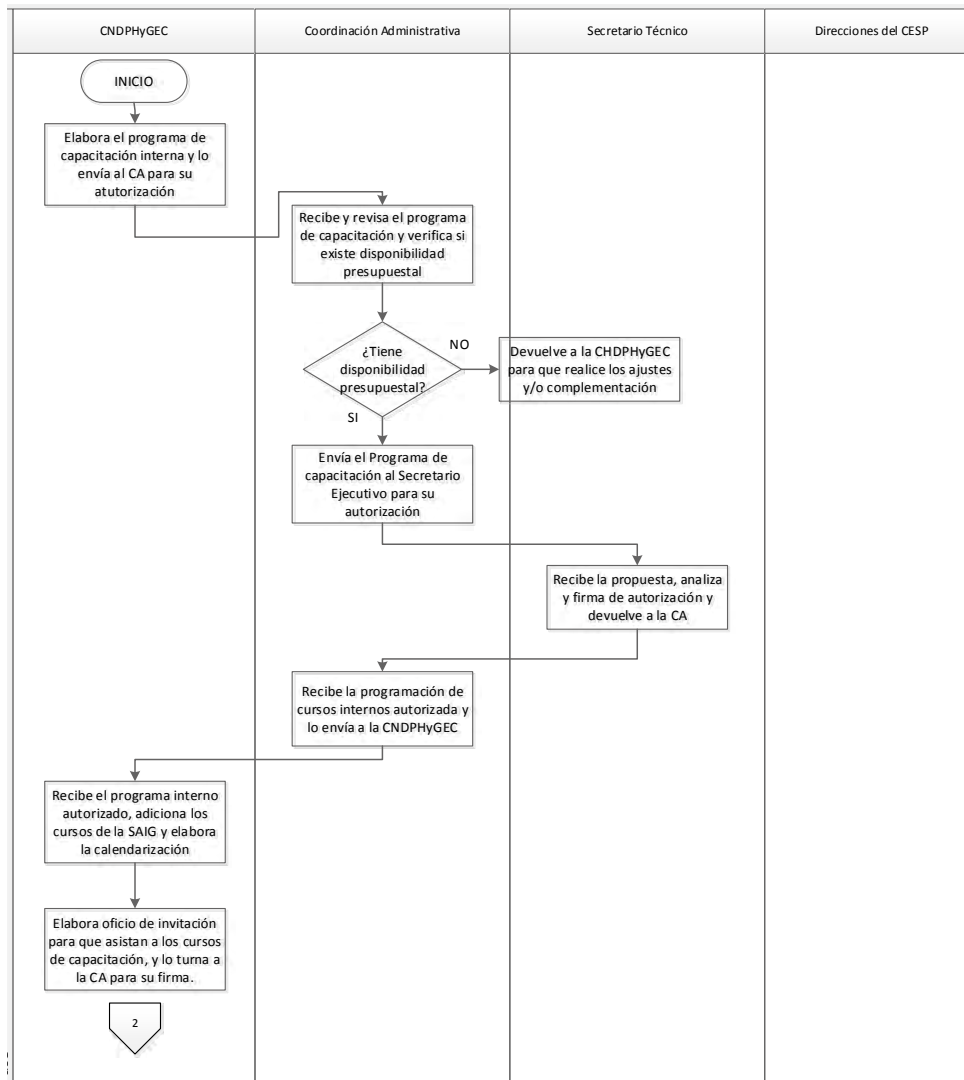 CNDPHyGEC
Coordinación Administrativa
Secretario Técnico
Direcciones del CESP
INICIO
Elabora el programa de
capacitación interna y lo
envía al CA para su
atutorización
Recibe y revisa el programa
de capacitación y verifica si
existe disponibilidad
presupuestal
¿Tiene
disponibilidad
presupuestal?
NO
Devuelve a la CHDPHyGEC
para que realice los ajustes
y/o complementación
SI
Envía el Programa de
capacitación al Secretario
Ejecutivo para su
autorización
Recibe la propuesta, analiza
y firma de autorización y
devuelve a la CA
Recibe la programación de
cursos internos autorizada y
lo envía a la CNDPHyGEC
Recibe el programa interno
autorizado, adiciona los
cursos de la SAIG y elabora
la calendarización
Elabora oficio de invitación
para que asistan a los cursos
de capacitación, y lo turna a
la CA para su firma.
2